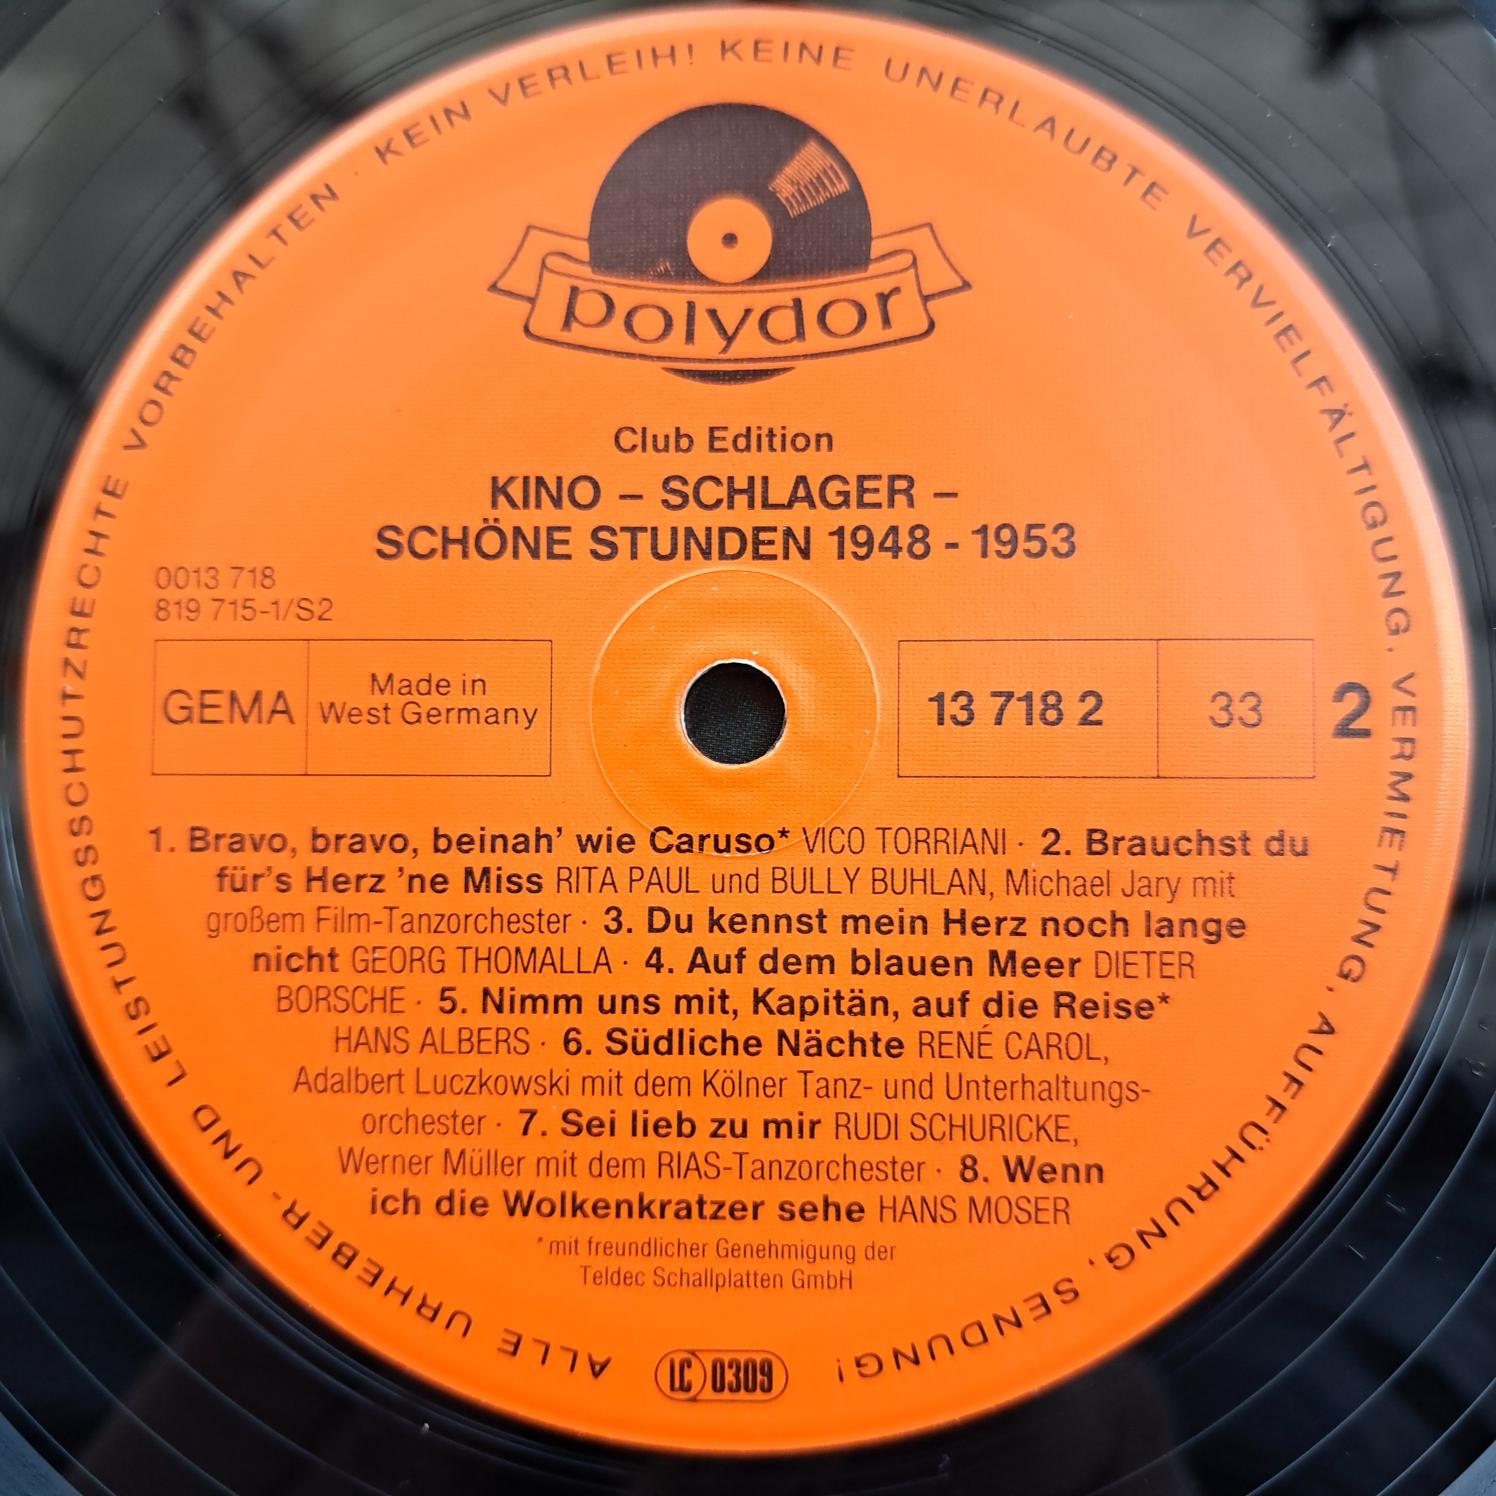 ALLE URHEBER- UND LEISTUNGSSCHUTZRECHTE VORBEHALTEN · KEIN VERLEIH! KEINE UNERLAUBTE VERVIELFÄLTIGUNG, VERMIETUNG, AUFFÜHRUNG, SENDUNG!
polydor
Club Edition
KINO – SCHLAGER –
SCHÖNE STUNDEN 1948 - 1953
0013 718
819 715-1/S2
GEMA
Made in
West Germany
13 718 2
33
2
1. Bravo, bravo, beinah' wie Caruso* VICO TORRIANI · 2. Brauchst du
für's Herz 'ne Miss RITA PAUL und BULLY BUHLAN, Michael Jary mit
großem Film-Tanzorchester · 3. Du kennst mein Herz noch lange
nicht GEORG THOMALLA · 4. Auf dem blauen Meer DIETER
BORSCHE · 5. Nimm uns mit, Kapitän, auf die Reise*
HANS ALBERS · 6. Südliche Nächte RENÉ CAROL,
Adalbert Luczkowski mit dem Kölner Tanz- und Unterhaltungs-
orchester · 7. Sei lieb zu mir RUDI SCHURICKE,
Werner Müller mit dem RIAS-Tanzorchester · 8. Wenn
ich die Wolkenkratzer sehe HANS MOSER
* mit freundlicher Genehmigung der
Teldec Schallplatten GmbH
LC 0309